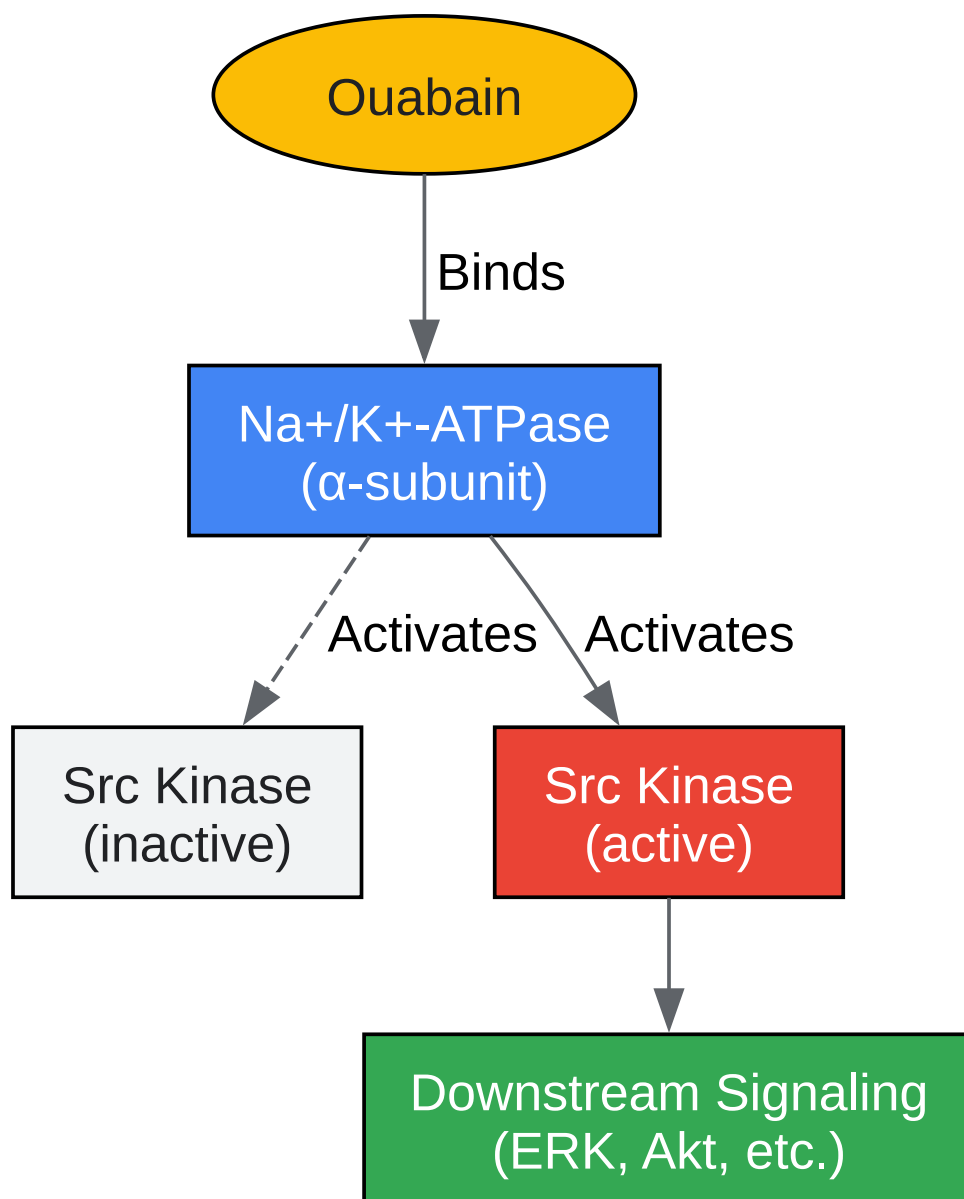 Ouabain
Binds
Na+/K+-ATPase
(α-subunit)
Activates
Activates
Src Kinase
(inactive)
Src Kinase
(active)
Downstream Signaling
(ERK, Akt, etc.)